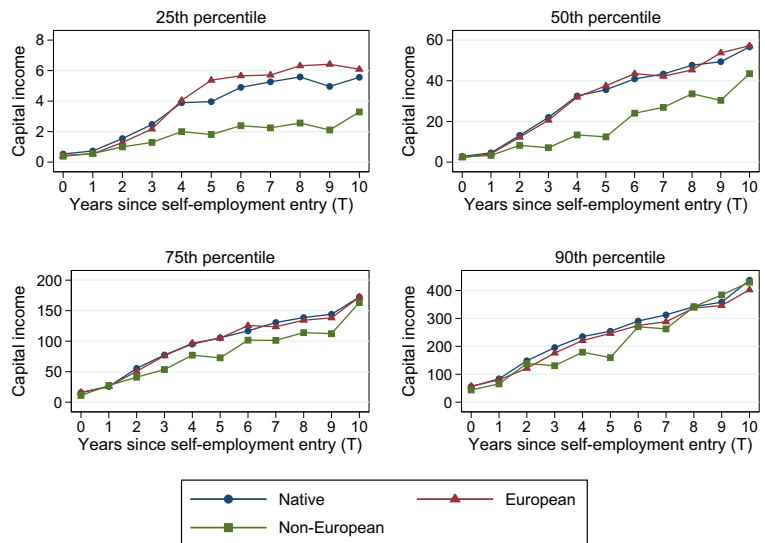 25th percentile
8
6
4
2
0
Capital income
0 1 2 3 4 5 6 7 8 9 10
Years since self-employment entry (T)
50th percentile
60
40
20
0
Capital income
0 1 2 3 4 5 6 7 8 9 10
Years since self-employment entry (T)
75th percentile
200
150
100
50
0
Capital income
0 1 2 3 4 5 6 7 8 9 10
Years since self-employment entry (T)
90th percentile
400
300
200
100
0
Capital income
0 1 2 3 4 5 6 7 8 9 10
Years since self-employment entry (T)
Native European
Non-European